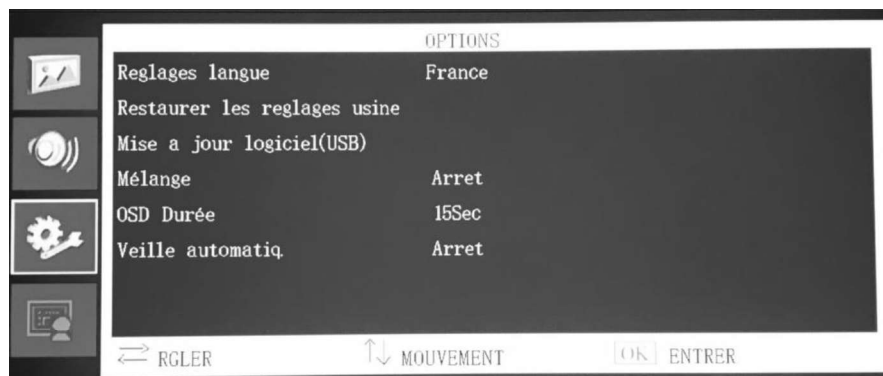 OPTIONS
Reglages langue France
Restaurer les reglages usine
Mise a jour logiciel(USB)
Mélange Arret
OSD Durée 15Sec
Veille automatiq. Arret
RGLER MOUVEMENT OK ENTRER